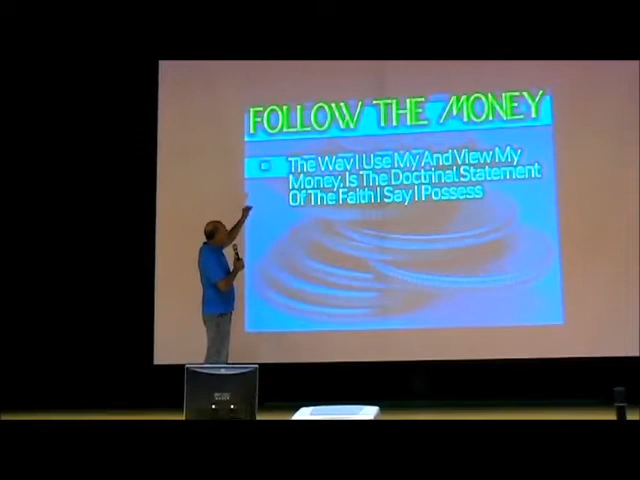 FOLLOW THE MONEY
The Way I Use My And View My
Money, Is The Doctrinal Statement
Of The Faith I Say I Possess